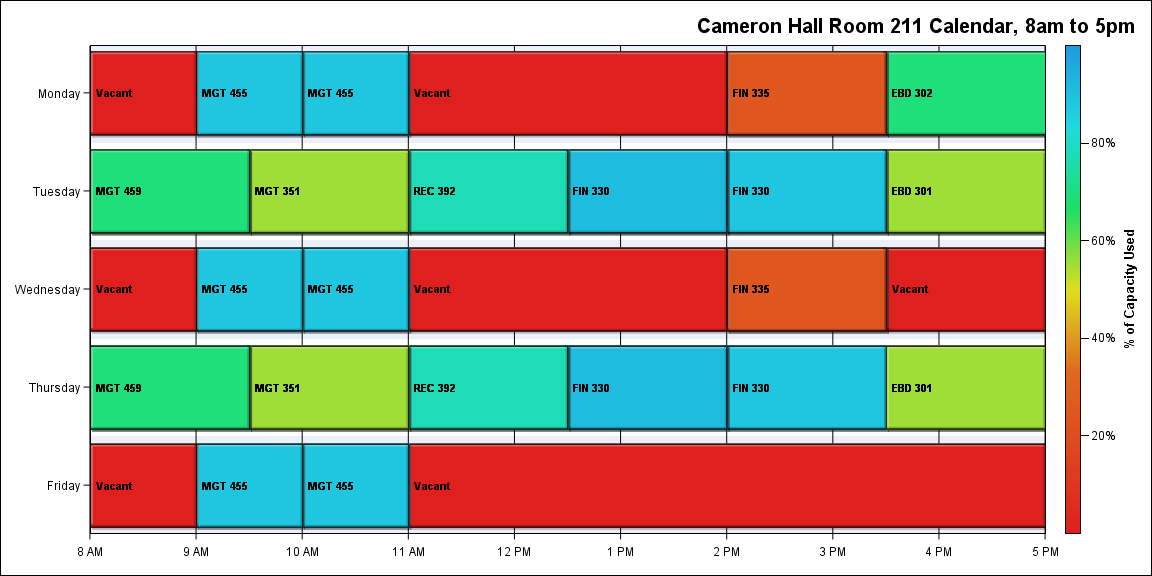 Cameron Hall Room 211 Calendar, 8am to 5pm
Monday Vacant MGT 455 MGT 455 Vacant FIN 335 EBD 302
Tuesday MGT 459 MGT 351 REC 392 FIN 330 FIN 330 EBD 301
Wednesday Vacant MGT 455 MGT 455 Vacant FIN 335 Vacant
Thursday MGT 459 MGT 351 REC 392 FIN 330 FIN 330 EBD 301
Friday Vacant MGT 455 MGT 455 Vacant
8 AM 9 AM 10 AM 11 AM 12 PM 1 PM 2 PM 3 PM 4 PM 5 PM
80%
60%
40%
20%
% of Capacity Used